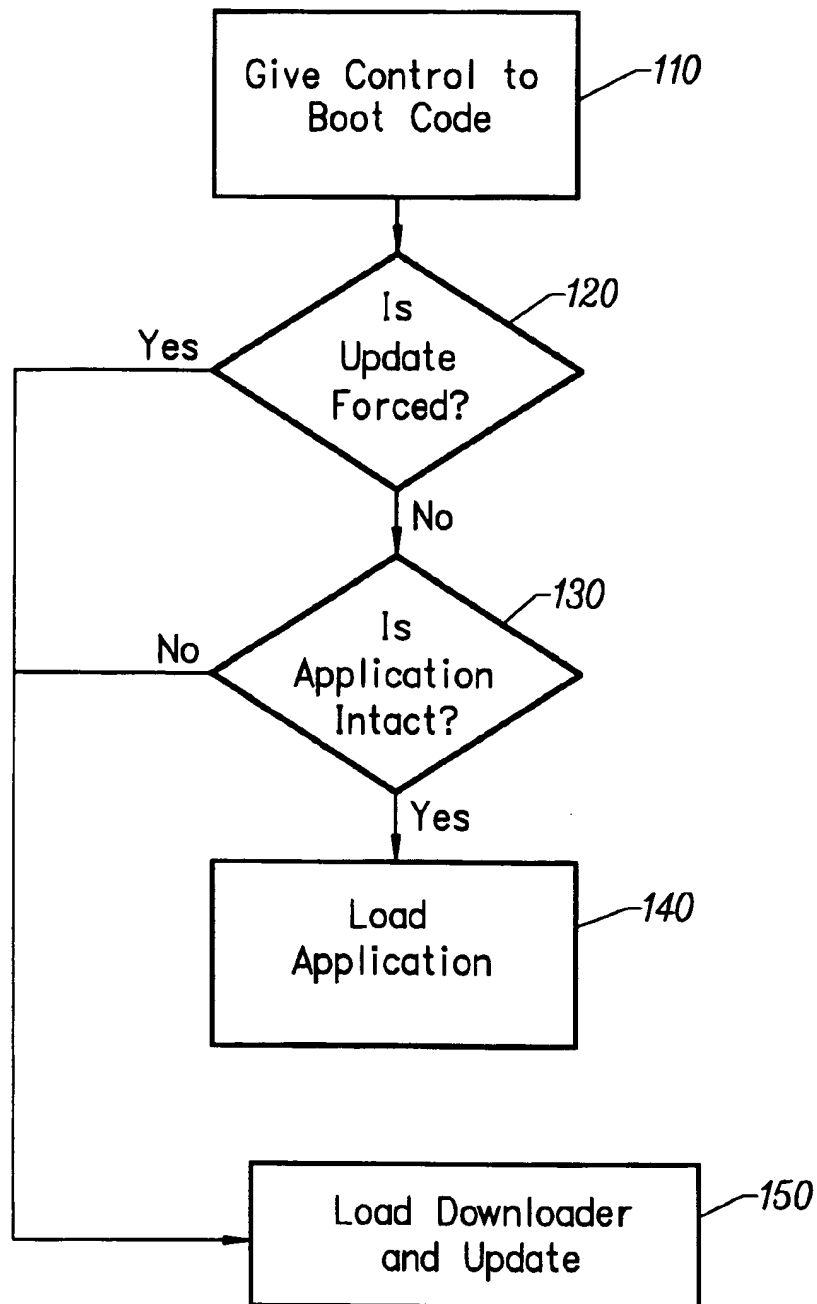 Give Control to
Boot Code
110
Is
Update
Forced?
120
Yes
No
Is
Application
Intact?
130
No
Yes
Load
Application
140
Load Downloader
and Update
150